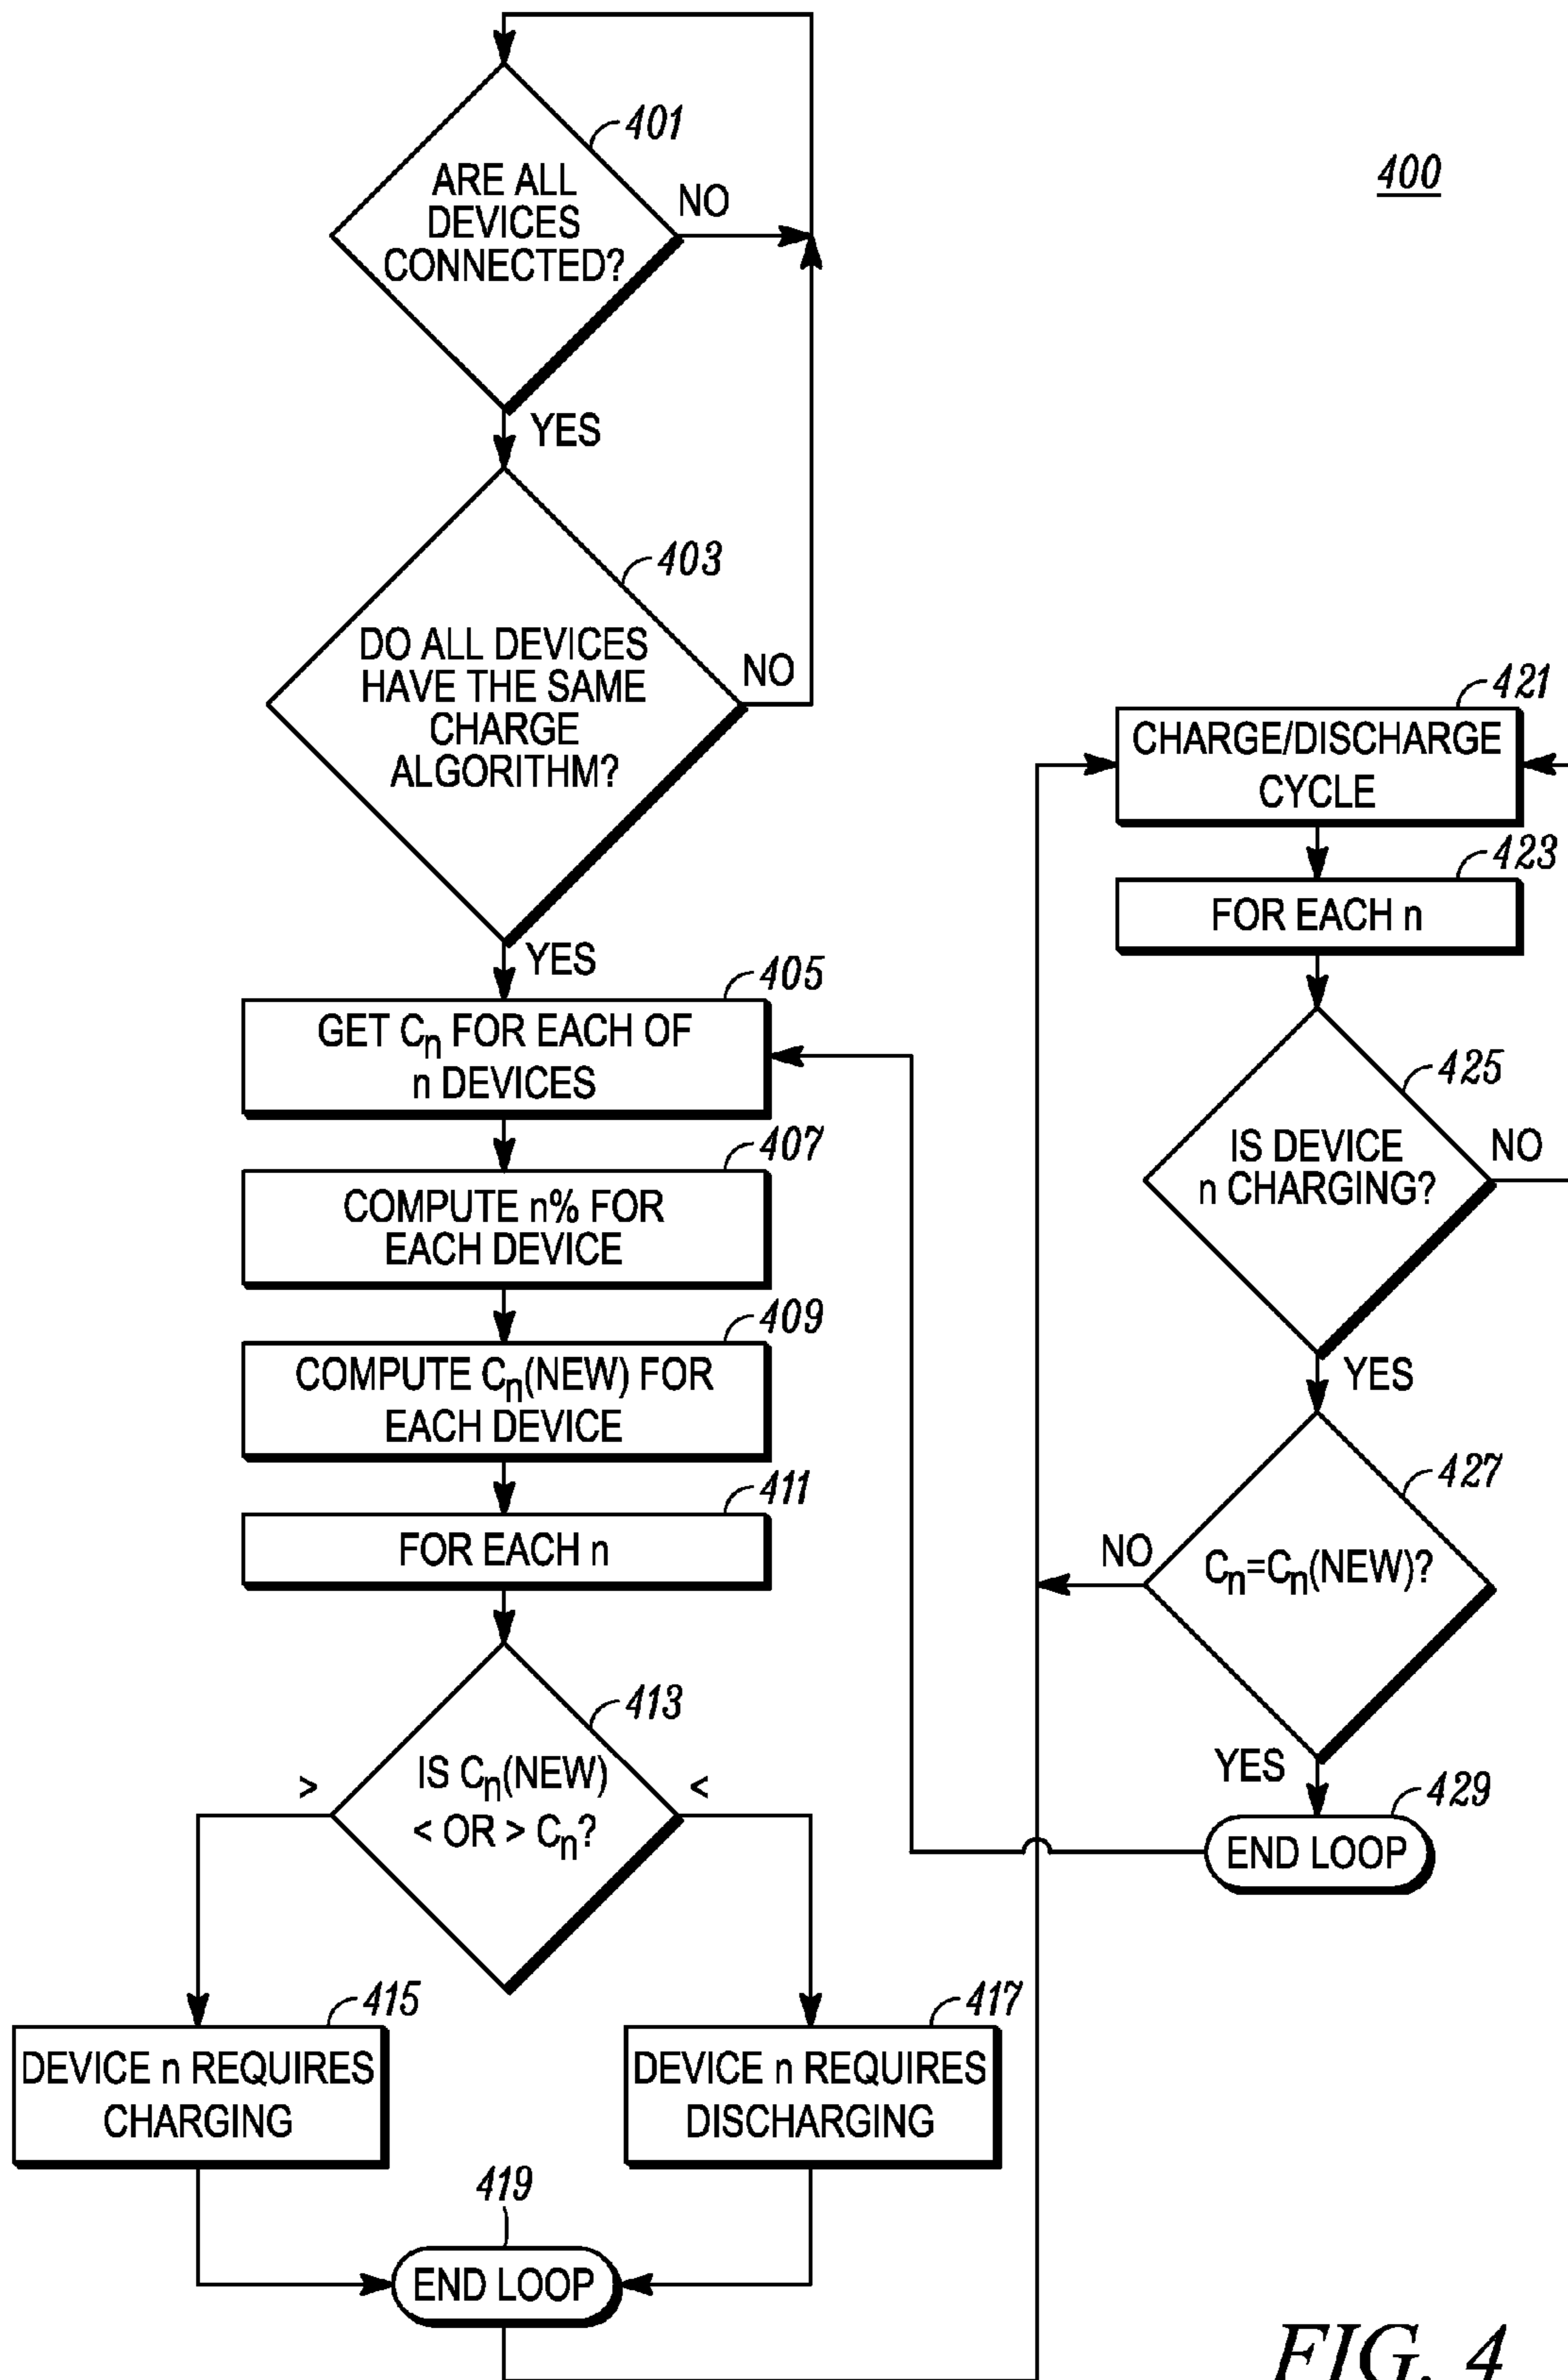 400
401
ARE ALL
DEVICES
CONNECTED?
NO
YES
403
DO ALL DEVICES
HAVE THE SAME
CHARGE
ALGORITHM?
NO
YES
405
GET Cn FOR EACH OF
n DEVICES
407
COMPUTE n% FOR
EACH DEVICE
409
COMPUTE Cn(NEW) FOR
EACH DEVICE
411
FOR EACH n
413
IS Cn(NEW)
< OR > Cn?
>
<
415
DEVICE n REQUIRES
CHARGING
417
DEVICE n REQUIRES
DISCHARGING
419
END LOOP
421
CHARGE/DISCHARGE
CYCLE
423
FOR EACH n
425
IS DEVICE
n CHARGING?
NO
YES
427
Cn=Cn(NEW)?
NO
YES
429
END LOOP
FIG. 4